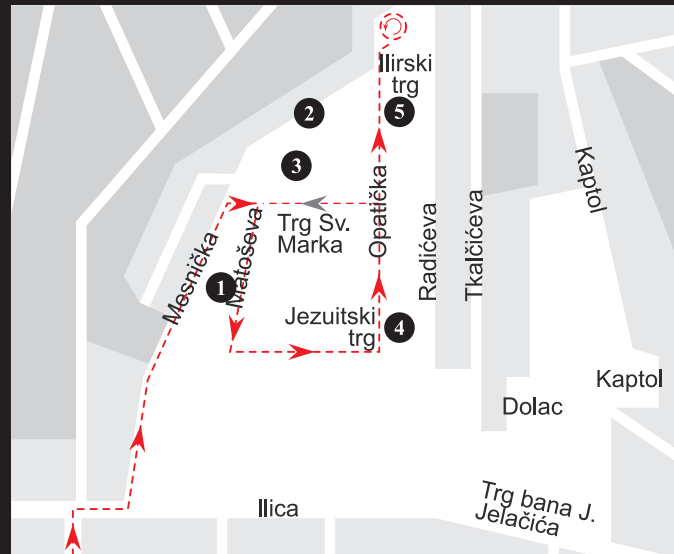 Ilirski
trg
2
5
3
Kaptol
Mesnička
Matoševa
Trg Sv.
Marka
Opatička
Radićeva
Tkalčićeva
1
Jezuitski
trg
4
Kaptol
Dolac
Ilica
Trg bana J.
Jelačića